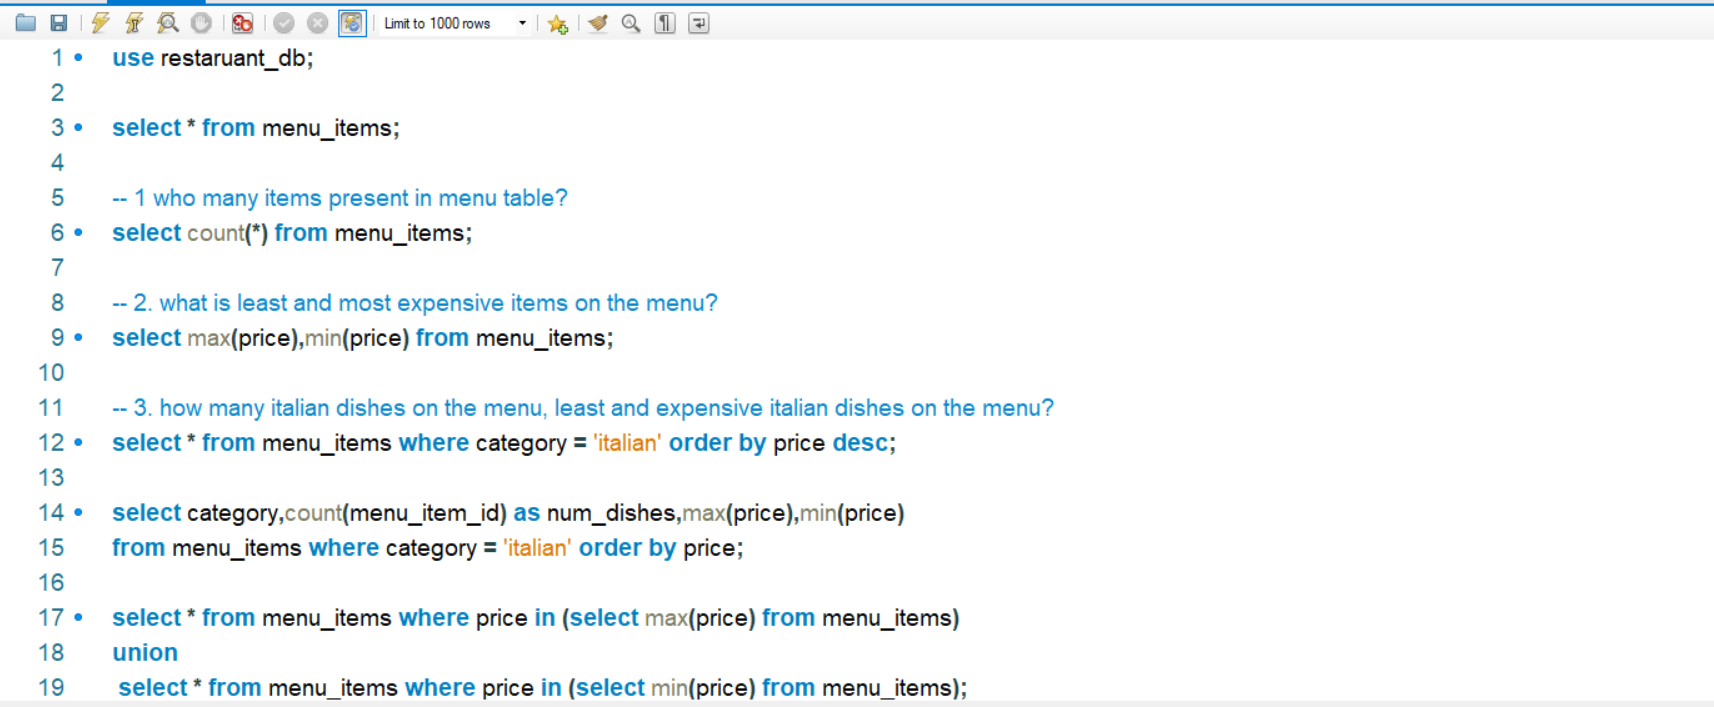 Limit to 1000 rows
1 use restaruant_db;
2
3 select * from menu_items;
4
5 -- 1 who many items present in menu table?
6 select count(*) from menu_items;
7
8 -- 2. what is least and most expensive items on the menu?
9 select max(price),min(price) from menu_items;
10
11 -- 3. how many italian dishes on the menu, least and expensive italian dishes on the menu?
12 select * from menu_items where category = 'italian' order by price desc;
13
14 select category,count(menu_item_id) as num_dishes,max(price),min(price)
15 from menu_items where category = 'italian' order by price;
16
17 select * from menu_items where price in (select max(price) from menu_items)
18 union
19 select * from menu_items where price in (select min(price) from menu_items);